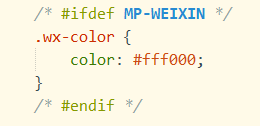 /* #ifdef MP-WEIXIN */
.wx-color {
    color: #fff000;
}
/* #endif */